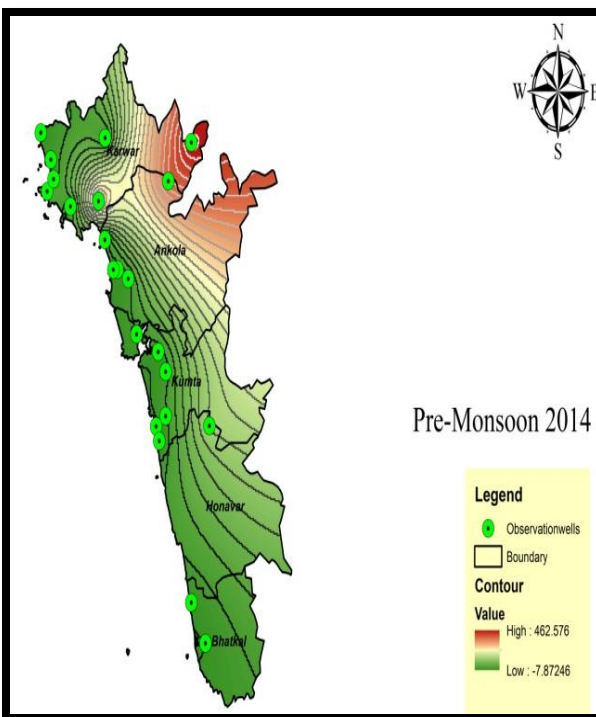 N
W E
S
Karwar
Ankola
Kumta
Honavar
Bhatkal
Pre-Monsoon 2014
Legend
Observationwells
Boundary
Contour
Value
High : 462.576
Low : -7.87246